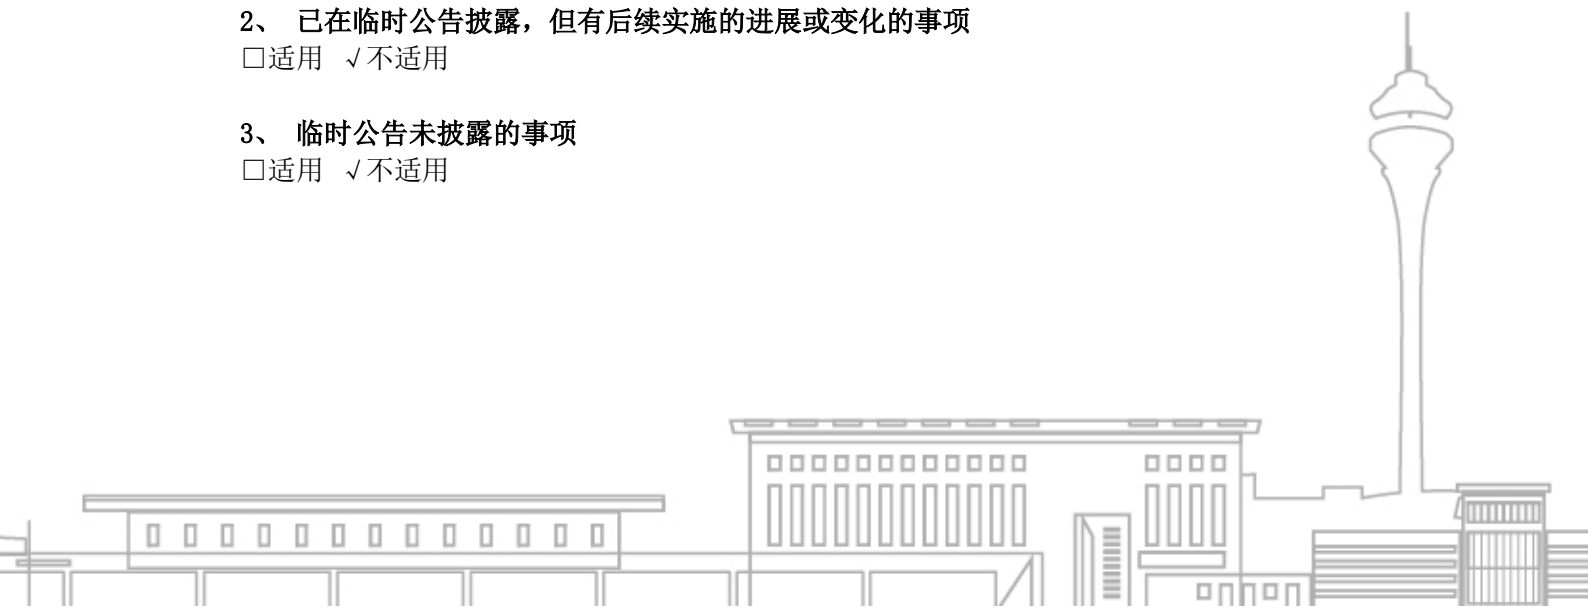 2、 已在临时公告披露，但有后续实施的进展或变化的事项
□适用 √不适用
3、 临时公告未披露的事项
□适用 √不适用